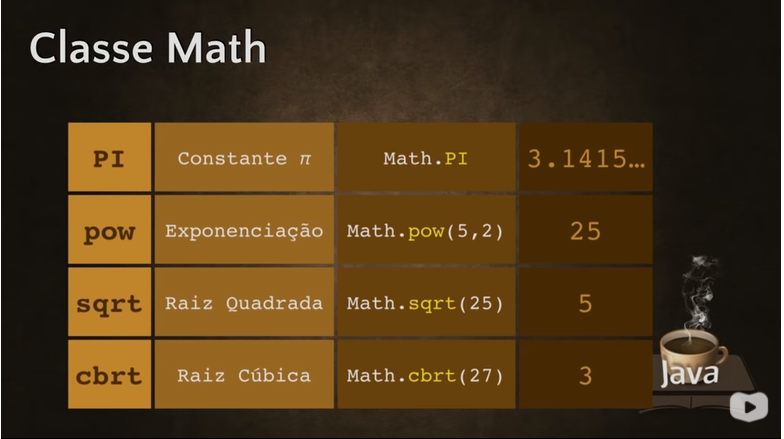 Classe Math
PI Constante π Math.PI 3.1415…
pow Exponenciação Math.pow(5,2) 25
sqrt Raiz Quadrada Math.sqrt(25) 5
cbrt Raiz Cúbica Math.cbrt(27) 3
Java